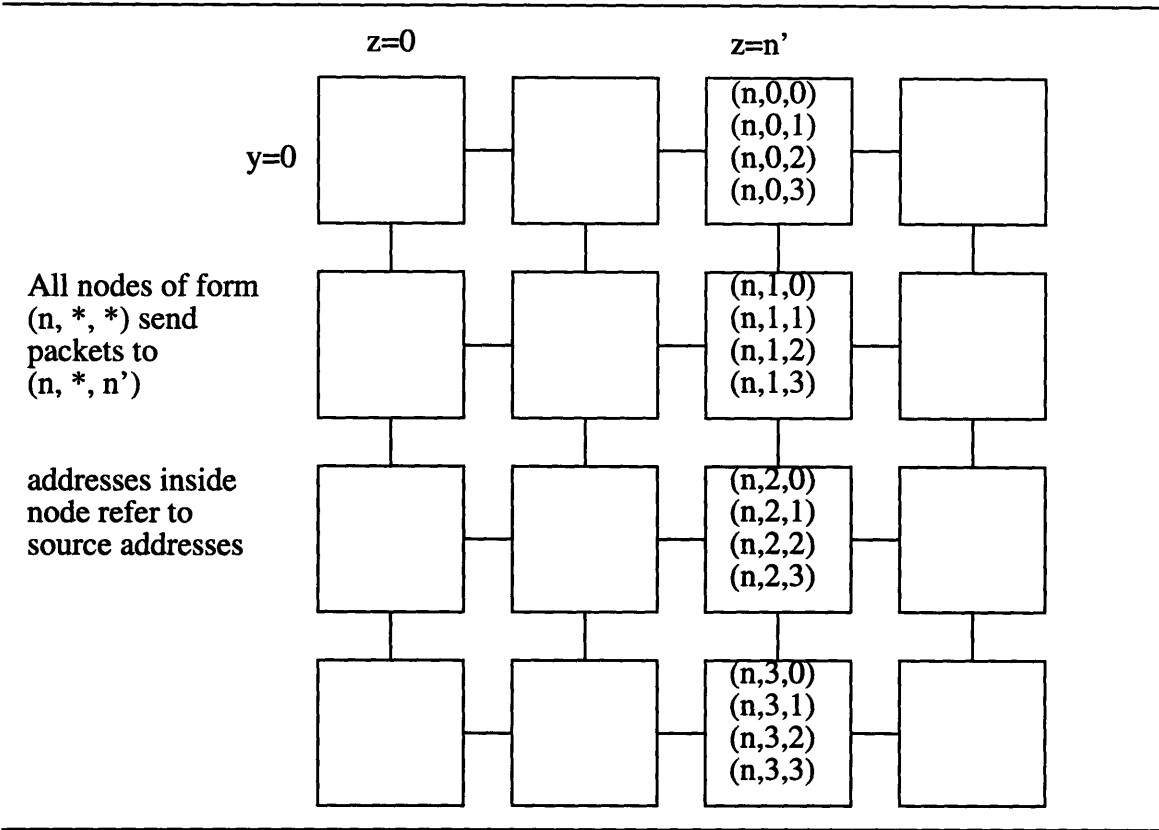 z=0
z=n’
y=0
(n,0,0)
(n,0,1)
(n,0,2)
(n,0,3)
All nodes of form
(n, *, *) send
packets to
(n, *, n’)
(n,1,0)
(n,1,1)
(n,1,2)
(n,1,3)
addresses inside
node refer to
source addresses
(n,2,0)
(n,2,1)
(n,2,2)
(n,2,3)
(n,3,0)
(n,3,1)
(n,3,2)
(n,3,3)